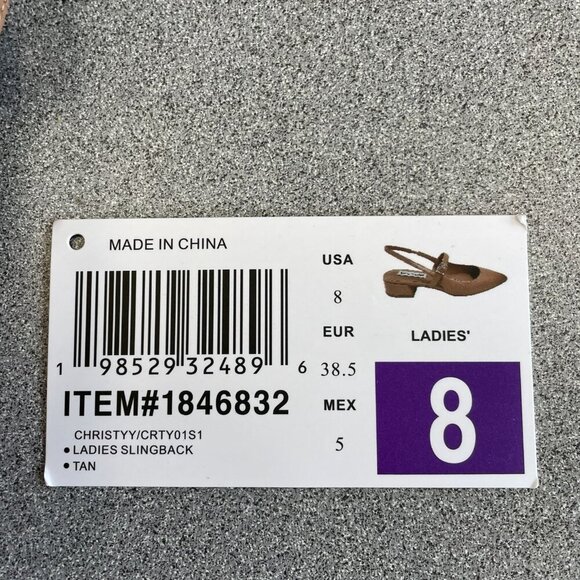 MADE IN CHINA
1 98529 32489 6
ITEM#1846832
CHRISTYY/CRTY01S1
• LADIES SLINGBACK
• TAN
USA
8
EUR
38.5
MEX
5
LADIES'
8